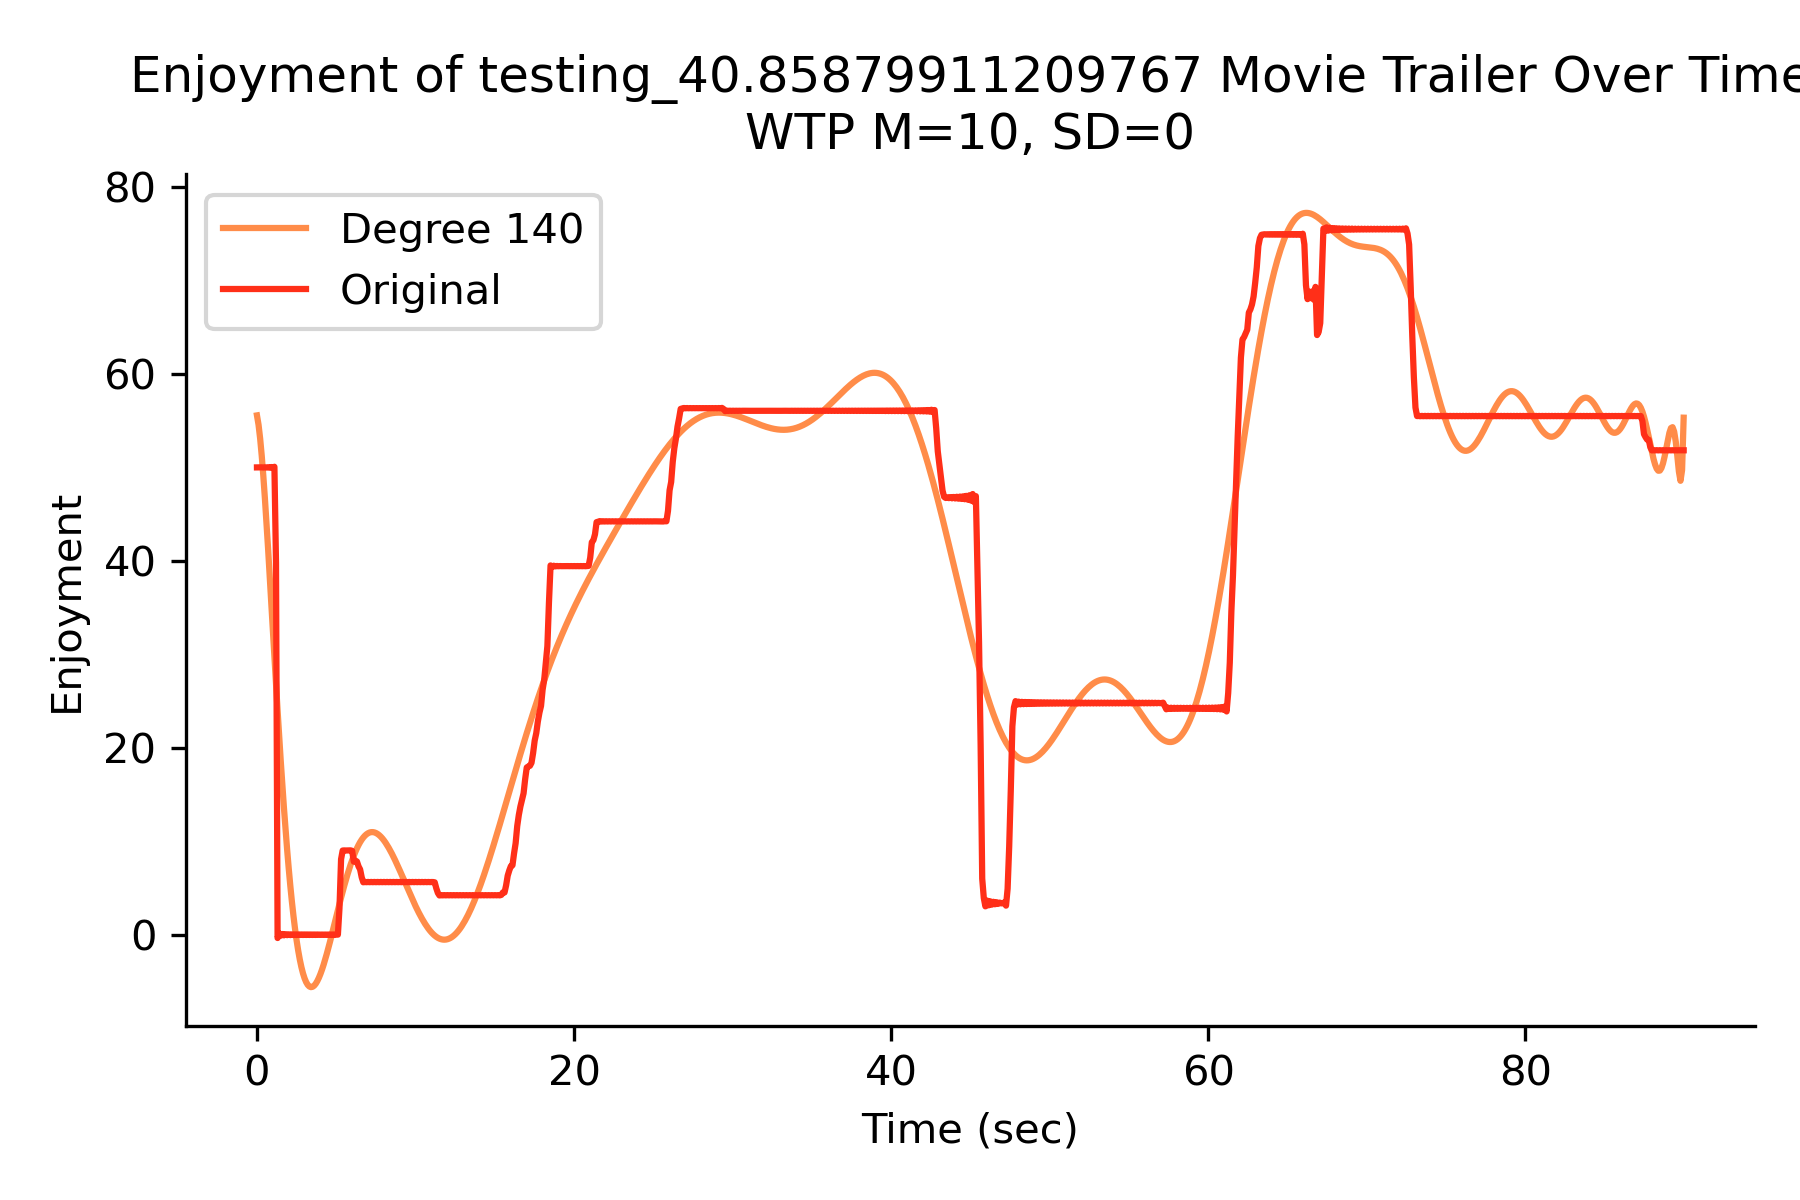 Enjoyment of testing_40.85879911209767 Movie Trailer Over Time
WTP M=10, SD=0
Degree 140
Original
Enjoyment
80
60
40
20
0
0 20 40 60 80
Time (sec)